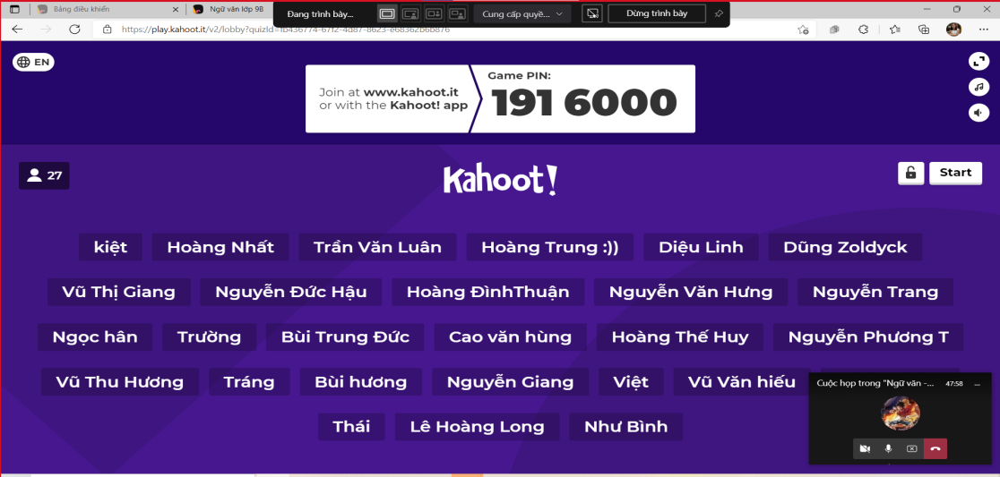 Bảng điều khiển
Ngữ văn lớp 9B
Đang trình bày...
Cung cấp quyề...
Dừng trình bày
https://play.kahoot.it/v2/lobby?quizId=1b436774-67f2-4d87-8623-e68362b6b876
EN
Join at www.kahoot.it
or with the Kahoot! app
Game PIN:
191 6000
27
Kahoot!
Start
kiệt Hoàng Nhất Trần Văn Luân Hoàng Trung :)) Diệu Linh Dũng Zoldyck
Vũ Thị Giang Nguyễn Đức Hậu Hoàng ĐìnhThuận Nguyễn Văn Hưng Nguyễn Trang
Ngọc hân Trường Bùi Trung Đức Cao văn hùng Hoàng Thế Huy Nguyễn Phương T
Vũ Thu Hương Tráng Bùi hương Nguyễn Giang Việt Vũ Văn hiếu
Thái Lê Hoàng Long Như Bình
Cuộc họp trong "Ngữ văn -... 47:58